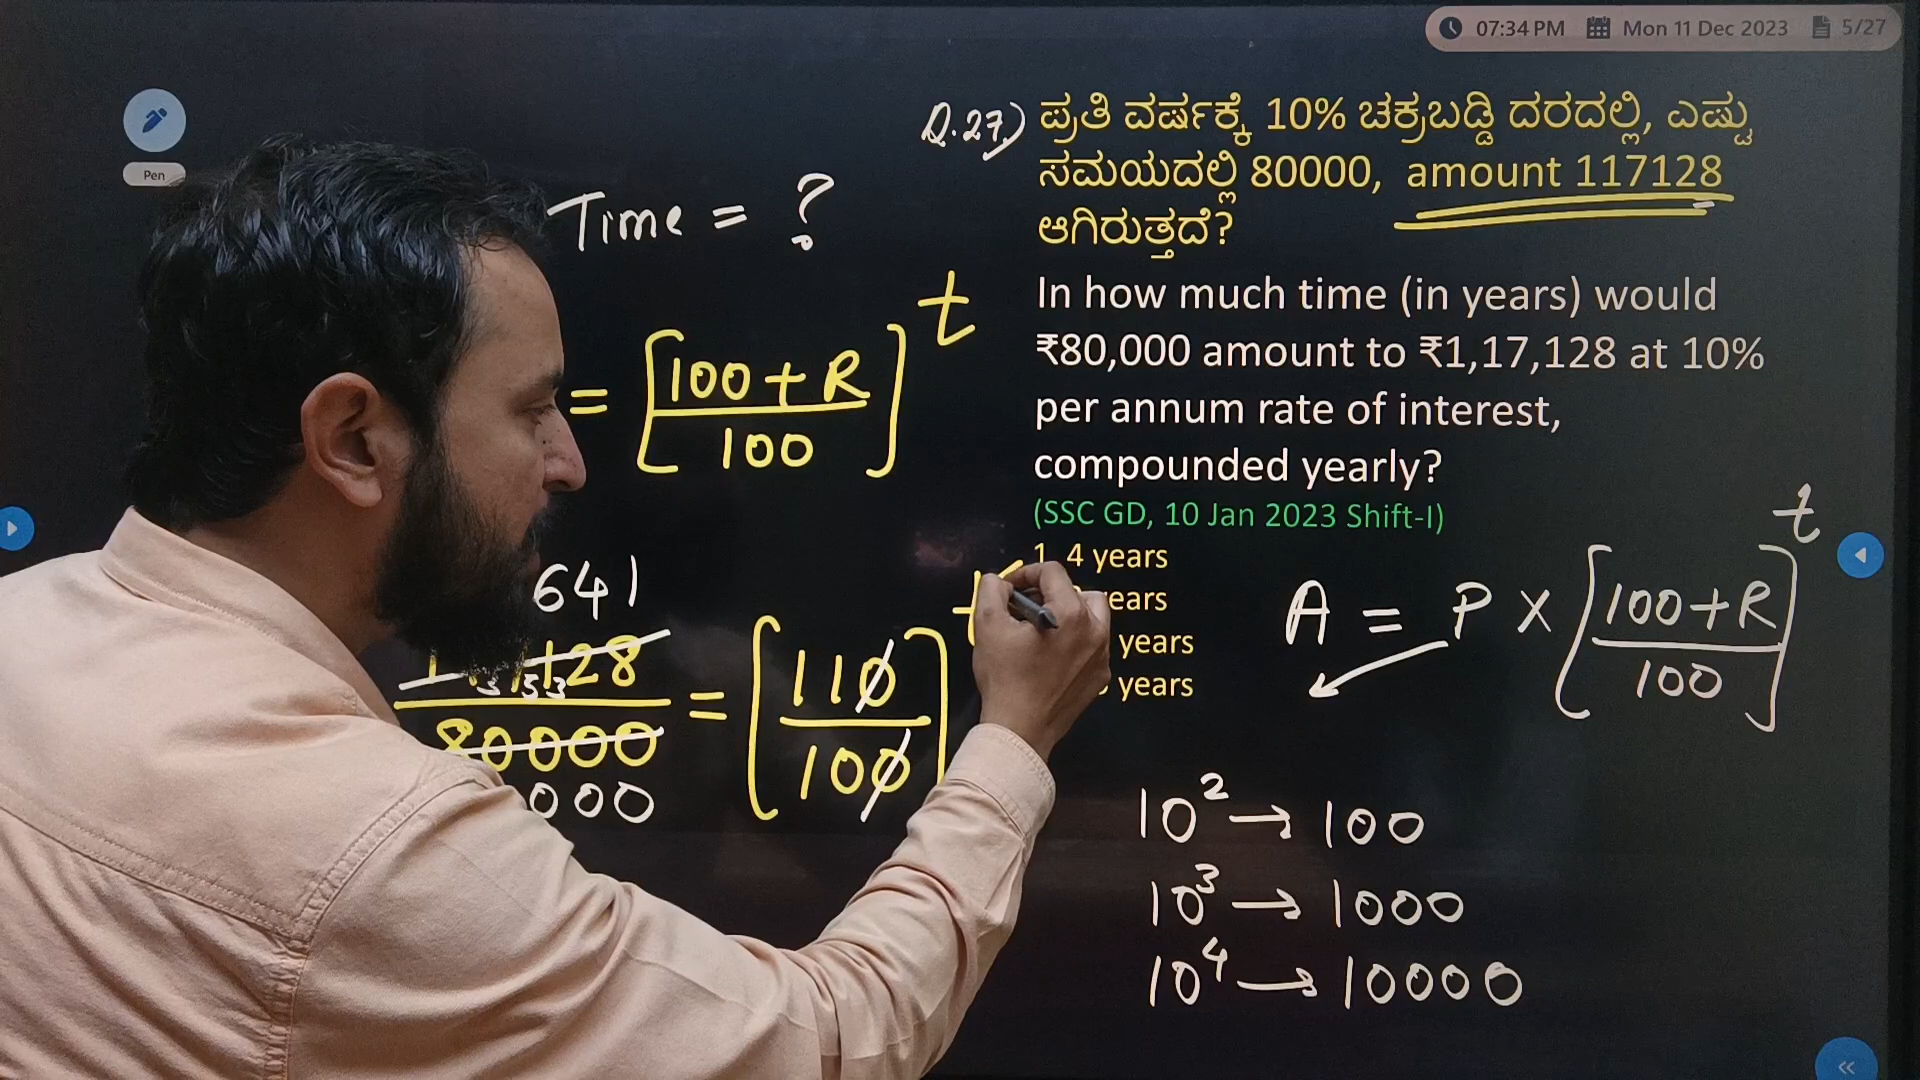 07:34 PM Mon 11 Dec 2023 5/27
Pen
Q.27) ಪ್ರತಿ ವರ್ಷಕ್ಕೆ 10% ಚಕ್ರಬಡ್ಡಿ ದರದಲ್ಲಿ, ಎಷ್ಟು
ಸಮಯದಲ್ಲಿ 80000, amount 117128
ಆಗಿರುತ್ತದೆ?
In how much time (in years) would
₹80,000 amount to ₹1,17,128 at 10%
per annum rate of interest,
compounded yearly?
(SSC GD, 10 Jan 2023 Shift-I)
1. 4 years
years
years
years
Time = ?
= [100 + R / 100]^t
641
128
80000
000
= [110 / 100]^t
A = P × [100 + R / 100]^t
10² → 100
10³ → 1000
10⁴ → 10000